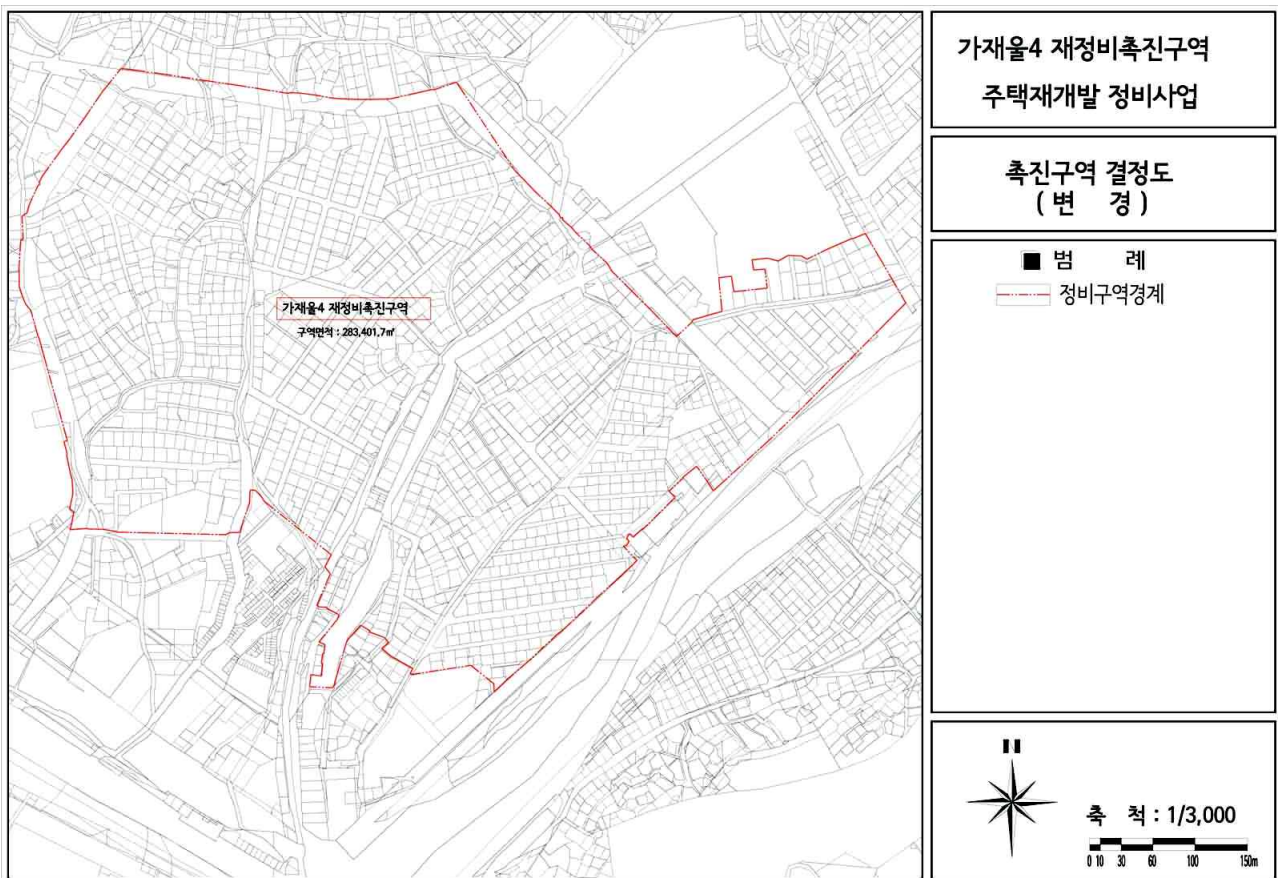 가재울4 재정비촉진구역
주택재개발 정비사업
촉진구역 결정도
( 변 경 )
■ 범 례
정비구역경계
가재울4 재정비촉진구역
구역면적 : 283,401.7㎡
N
축 척 : 1/3,000
0 10 30 60 100 150m